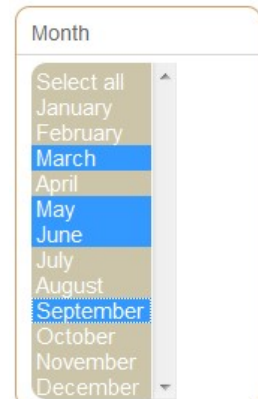 Month
Select all
January
February
March
April
May
June
July
August
September
October
November
December